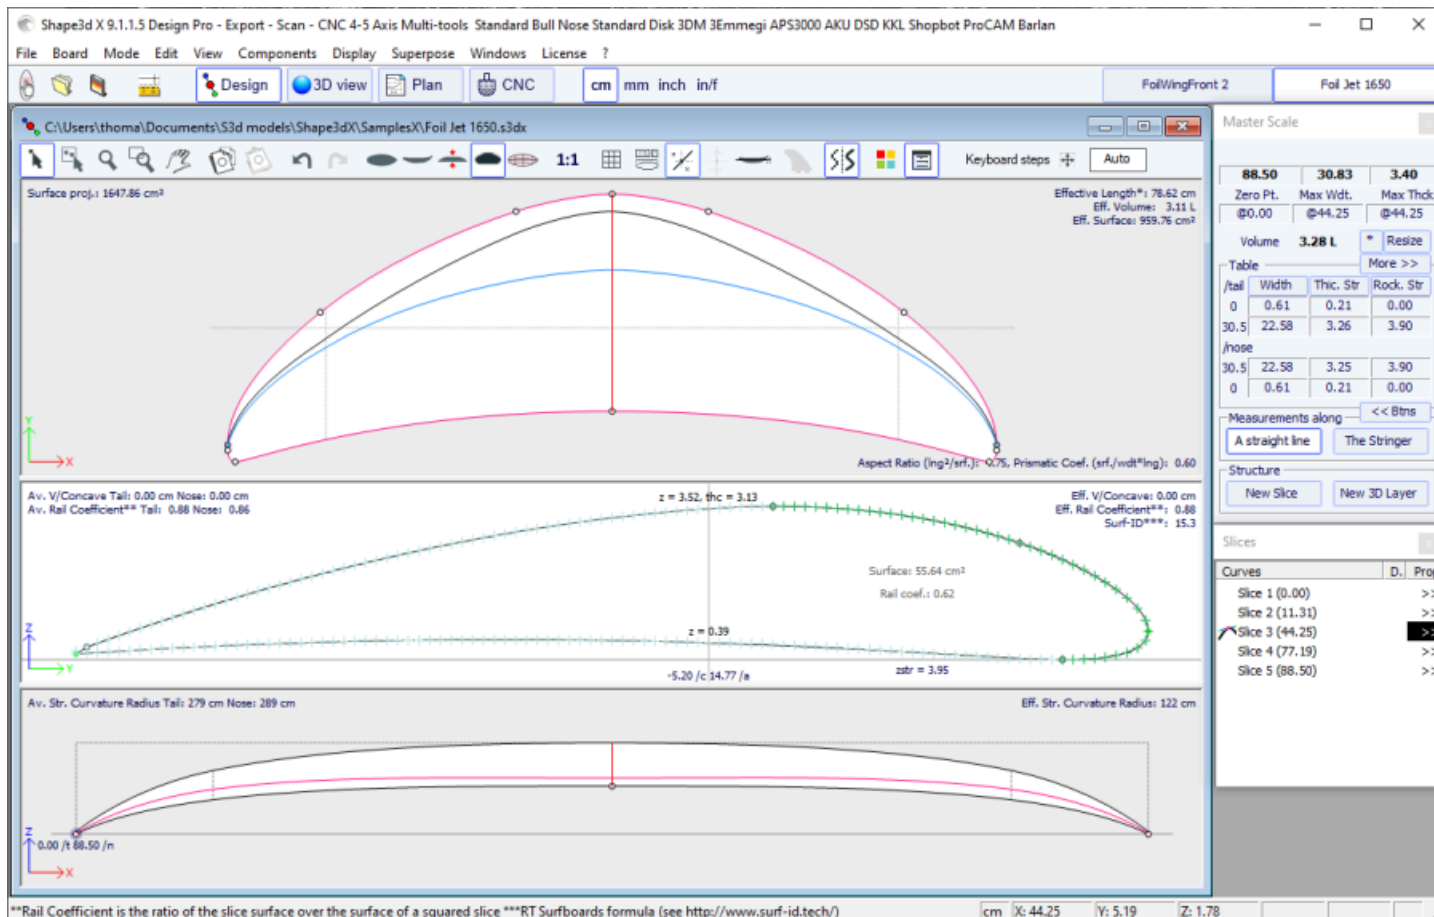 Shape3d X 9.1.1.5 Design Pro - Export - Scan - CNC 4-5 Axis Multi-tools  Standard Bull Nose Standard Disk 3DM 3Emmegi APS3000 AKU DSD KKL Shopbot ProCAM Barlan
File Board Mode Edit View Components Display Superpose Windows License ?
Design 3D view Plan CNC cm mm inch in/f FoilWingFront 2 Foil Jet 1650
C:\Users\thoma\Documents\S3d models\Shape3dX\SamplesX\Foil Jet 1650.s3dx
1:1 Keyboard steps Auto
Surface proj.: 1647.86 cm²
Effective Length*: 78.62 cm
Eff. Volume: 3.11 L
Eff. Surface: 959.76 cm²
Y
X
Aspect Ratio (lng²/srf.): 4.75, Prismatic Coef. (srf./wdt*lng): 0.60
Av. V/Concave Tail: 0.00 cm Nose: 0.00 cm
Av. Rail Coefficient** Tail: 0.88 Nose: 0.86
z = 3.52, thc = 3.13
Eff. V/Concave: 0.00 cm
Eff. Rail Coefficient**: 0.88
Surf-ID***: 15.3
Surface: 55.64 cm²
Rail coef.: 0.62
z = 0.39
Z
Y
-5.20 /c 14.77 /a
zstr = 3.95
Av. Str. Curvature Radius Tail: 279 cm Nose: 289 cm
Eff. Str. Curvature Radius: 122 cm
Z
0.00 /t 88.50 /n
X
Master Scale
88.50 30.83 3.40
Zero Pt. Max Wdt. Max Thck
@0.00 @44.25 @44.25
Volume 3.28 L * Resize
Table More >>
/tail Width Thic. Str Rock. Str
0 0.61 0.21 0.00
30.5 22.58 3.26 3.90
/nose
30.5 22.58 3.25 3.90
0 0.61 0.21 0.00
Measurements along << Btns
A straight line The Stringer
Structure
New Slice New 3D Layer
Slices
Curves D. Prop
Slice 1 (0.00) >>
Slice 2 (11.31) >>
Slice 3 (44.25) >>
Slice 4 (77.19) >>
Slice 5 (88.50) >>
**Rail Coefficient is the ratio of the slice surface over the surface of a squared slice ***RT Surfboards formula (see http://www.surf-id.tech/)
cm X: 44.25 Y: 5.19 Z: 1.78